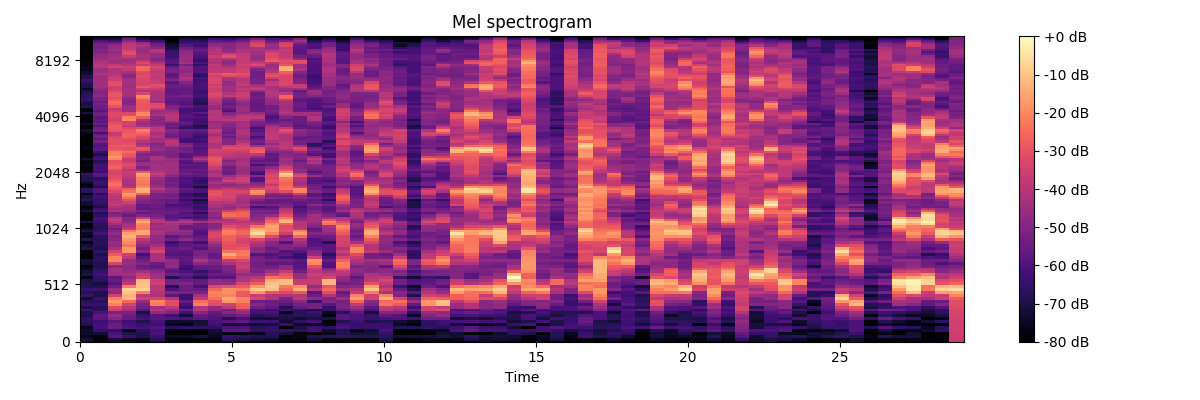 Mel spectrogram
Hz
8192
4096
2048
1024
512
0
0 5 10 15 20 25
Time
+0 dB
-10 dB
-20 dB
-30 dB
-40 dB
-50 dB
-60 dB
-70 dB
-80 dB